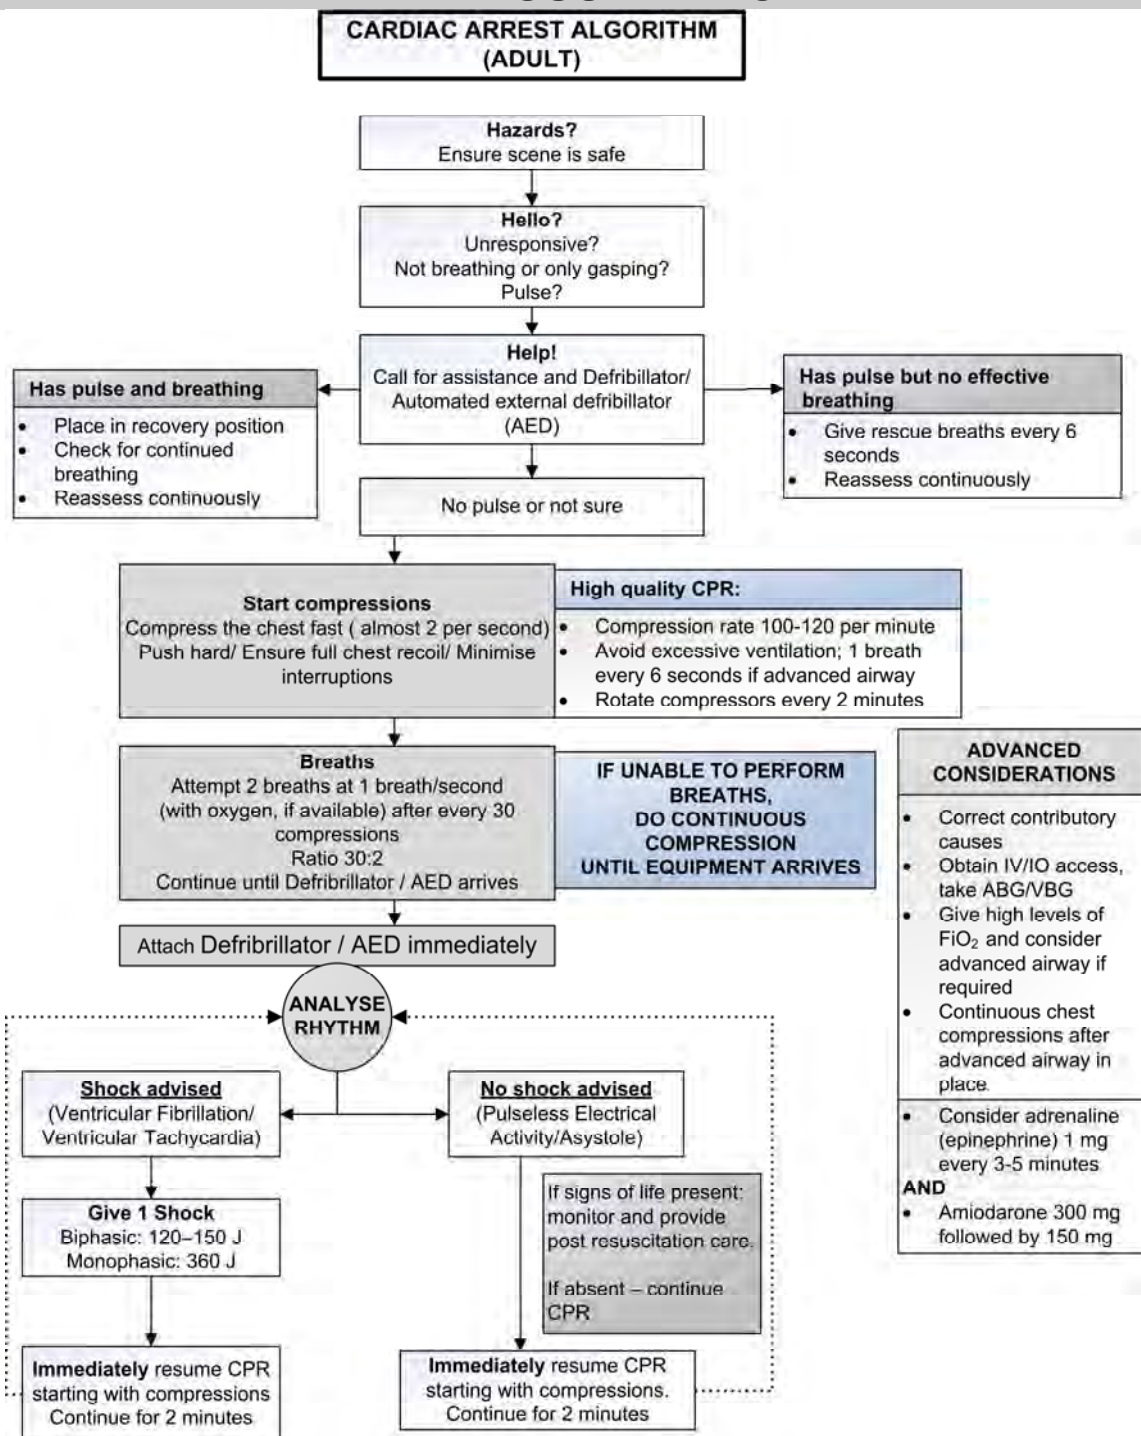 CARDIAC ARREST ALGORITHM
(ADULT)
Hazards?
Ensure scene is safe
Hello?
Unresponsive?
Not breathing or only gasping?
Pulse?
Help!
Call for assistance and Defribillator/
Automated external defribillator
(AED)
Has pulse and breathing
• Place in recovery position
• Check for continued
breathing
• Reassess continuously
Has pulse but no effective
breathing
• Give rescue breaths every 6
seconds
• Reassess continuously
No pulse or not sure
Start compressions
Compress the chest fast ( almost 2 per second)
Push hard/ Ensure full chest recoil/ Minimise
interruptions
High quality CPR:
• Compression rate 100-120 per minute
• Avoid excessive ventilation; 1 breath
every 6 seconds if advanced airway
• Rotate compressors every 2 minutes
Breaths
Attempt 2 breaths at 1 breath/second
(with oxygen, if available) after every 30
compressions
Ratio 30:2
Continue until Defribrillator / AED arrives
IF UNABLE TO PERFORM
BREATHS,
DO CONTINUOUS
COMPRESSION
UNTIL EQUIPMENT ARRIVES
ADVANCED
CONSIDERATIONS
• Correct contributory
causes
• Obtain IV/IO access,
take ABG/VBG
• Give high levels of
FiO₂ and consider
advanced airway if
required
• Continuous chest
compressions after
advanced airway in
place.
• Consider adrenaline
(epinephrine) 1 mg
every 3-5 minutes
AND
• Amiodarone 300 mg
followed by 150 mg
Attach Defribrillator / AED immediately
ANALYSE
RHYTHM
Shock advised
(Ventricular Fibrillation/
Ventricular Tachycardia)
No shock advised
(Pulseless Electrical
Activity/Asystole)
Give 1 Shock
Biphasic: 120–150 J
Monophasic: 360 J
If signs of life present:
monitor and provide
post resuscitation care.
If absent – continue
CPR
Immediately resume CPR
starting with compressions
Continue for 2 minutes
Immediately resume CPR
starting with compressions.
Continue for 2 minutes